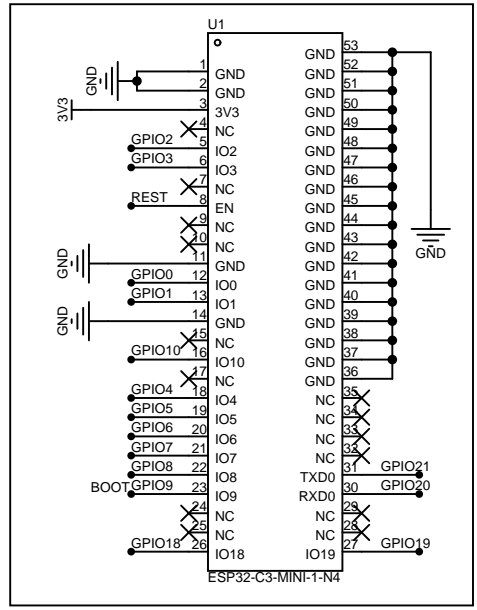 U1
GND 1 GND GND 53
2 GND GND 52
3V3 3 3V3 GND 51
4 NC GND 50
GPIO2 5 IO2 GND 49
GPIO3 6 IO3 GND 48
7 NC GND 47
REST 8 EN GND 46
9 NC GND 45
10 NC GND 44
GND 11 GND GND 43
GPIO0 12 IO0 GND 42
GPIO1 13 IO1 GND 41
GND 14 GND GND 40
15 NC GND 39
GPIO10 16 IO10 GND 38
17 NC GND 37
GPIO4 18 IO4 GND 36
GPIO5 19 IO5 NC 35
GPIO6 20 IO6 NC 34
GPIO7 21 IO7 NC 33
GPIO8 22 IO8 NC 32
BOOT GPIO9 23 IO9 TXD0 31 GPIO21
24 NC RXD0 30 GPIO20
25 NC NC 29
GPIO18 26 IO18 NC 28
IO19 27 GPIO19
GND
ESP32-C3-MINI-1-N4